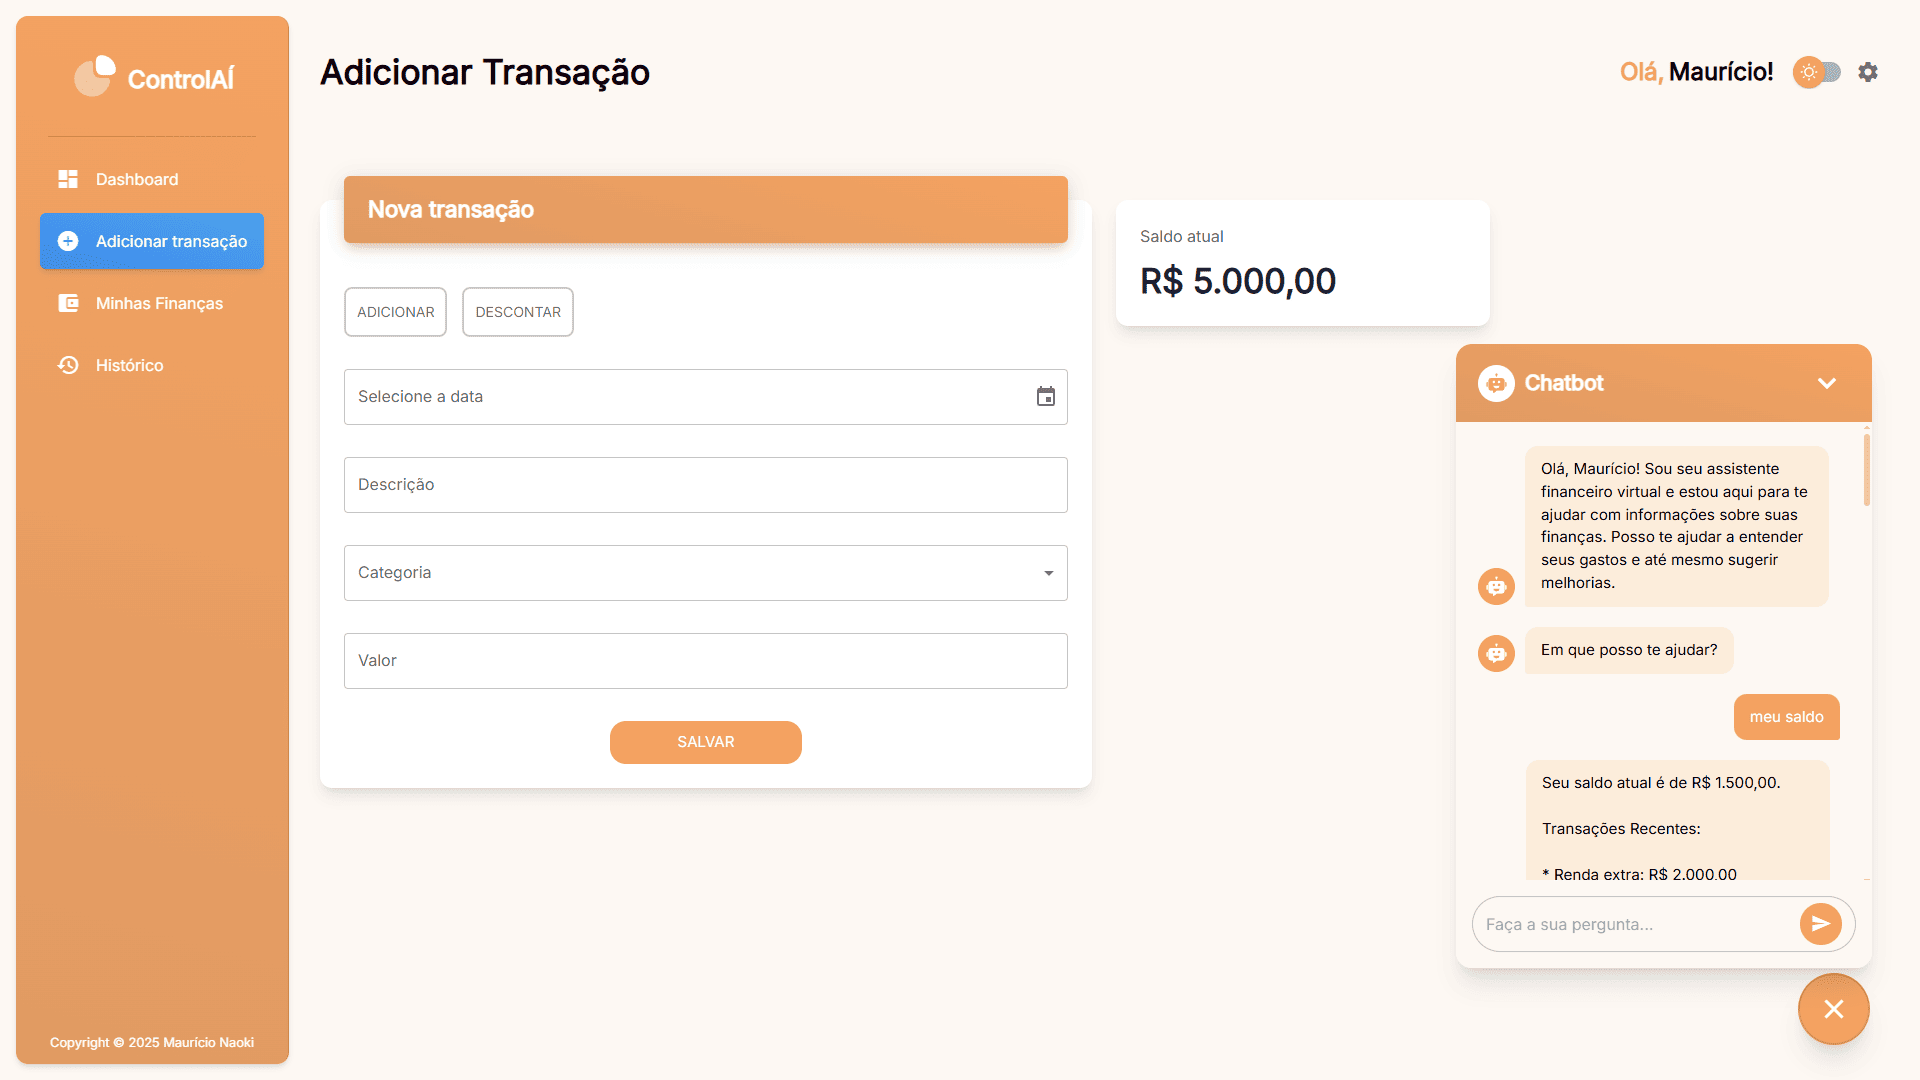 ControlAÍ
Dashboard
Adicionar transação
Minhas Finanças
Histórico
Copyright © 2025 Maurício Naoki
Adicionar Transação
Olá, Maurício!
Nova transação
ADICIONAR
DESCONTAR
Selecione a data
Descrição
Categoria
Valor
SALVAR
Saldo atual
R$ 5.000,00
Chatbot
Olá, Maurício! Sou seu assistente
financeiro virtual e estou aqui para te
ajudar com informações sobre suas
finanças. Posso te ajudar a entender
seus gastos e até mesmo sugerir
melhorias.
Em que posso te ajudar?
meu saldo
Seu saldo atual é de R$ 1.500,00.
Transações Recentes:
* Renda extra: R$ 2.000,00
Faça a sua pergunta...